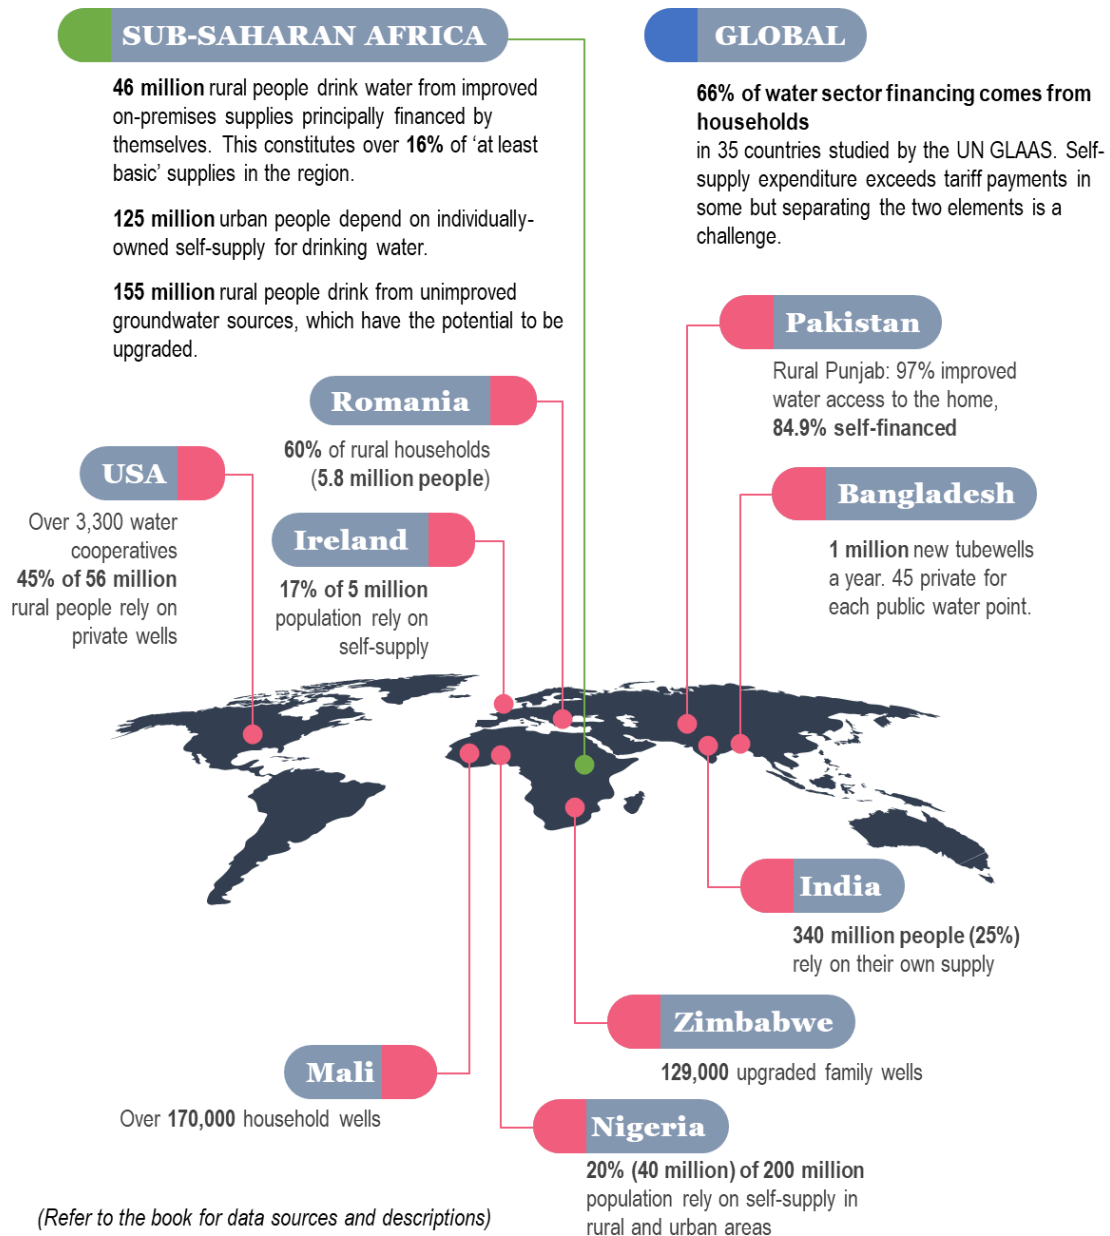 SUB-SAHARAN AFRICA
46 million rural people drink water from improved
on-premises supplies principally financed by
themselves. This constitutes over 16% of ‘at least
basic’ supplies in the region.
125 million urban people depend on individually-
owned self-supply for drinking water.
155 million rural people drink from unimproved
groundwater sources, which have the potential to be
upgraded.
GLOBAL
66% of water sector financing comes from
households
in 35 countries studied by the UN GLAAS. Self-
supply expenditure exceeds tariff payments in
some but separating the two elements is a
challenge.
Pakistan
Rural Punjab: 97% improved
water access to the home,
84.9% self-financed
Romania
60% of rural households
(5.8 million people)
USA
Over 3,300 water
cooperatives
45% of 56 million
rural people rely on
private wells
Ireland
17% of 5 million
population rely on
self-supply
Bangladesh
1 million new tubewells
a year. 45 private for
each public water point.
India
340 million people (25%)
rely on their own supply
Zimbabwe
129,000 upgraded family wells
Mali
Over 170,000 household wells
Nigeria
20% (40 million) of 200 million
population rely on self-supply in
rural and urban areas
(Refer to the book for data sources and descriptions)